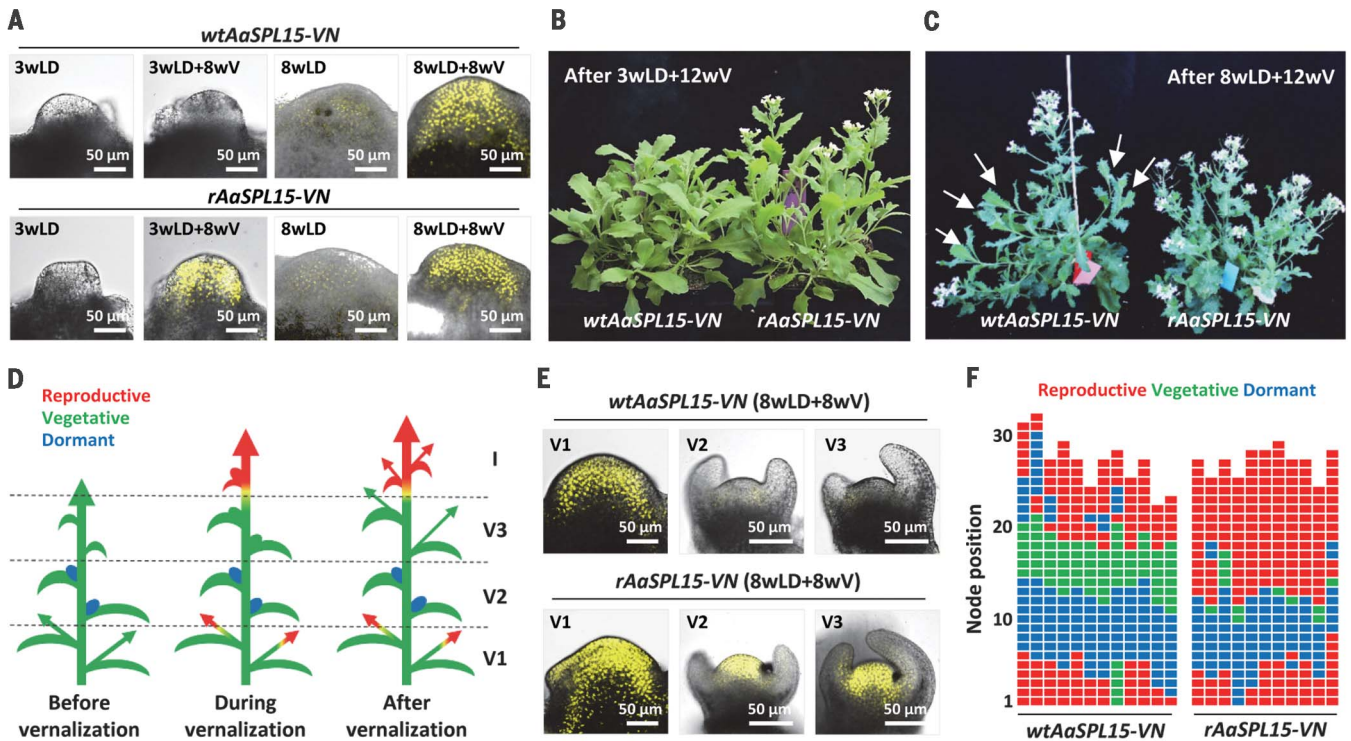 A
wtAaSPL15-VN
3wLD 3wLD+8wV 8wLD 8wLD+8wV
50 μm 50 μm 50 μm 50 μm
rAaSPL15-VN
3wLD 3wLD+8wV 8wLD 8wLD+8wV
50 μm 50 μm 50 μm 50 μm
B
After 3wLD+12wV
wtAaSPL15-VN rAaSPL15-VN
C
After 8wLD+12wV
wtAaSPL15-VN rAaSPL15-VN
D
Reproductive
Vegetative
Dormant
I
V3
V2
V1
Before vernalization
During vernalization
After vernalization
E
wtAaSPL15-VN (8wLD+8wV)
V1 V2 V3
50 μm 50 μm 50 μm
rAaSPL15-VN (8wLD+8wV)
V1 V2 V3
50 μm 50 μm 50 μm
F
Reproductive Vegetative Dormant
Node position
30
20
10
1
wtAaSPL15-VN rAaSPL15-VN